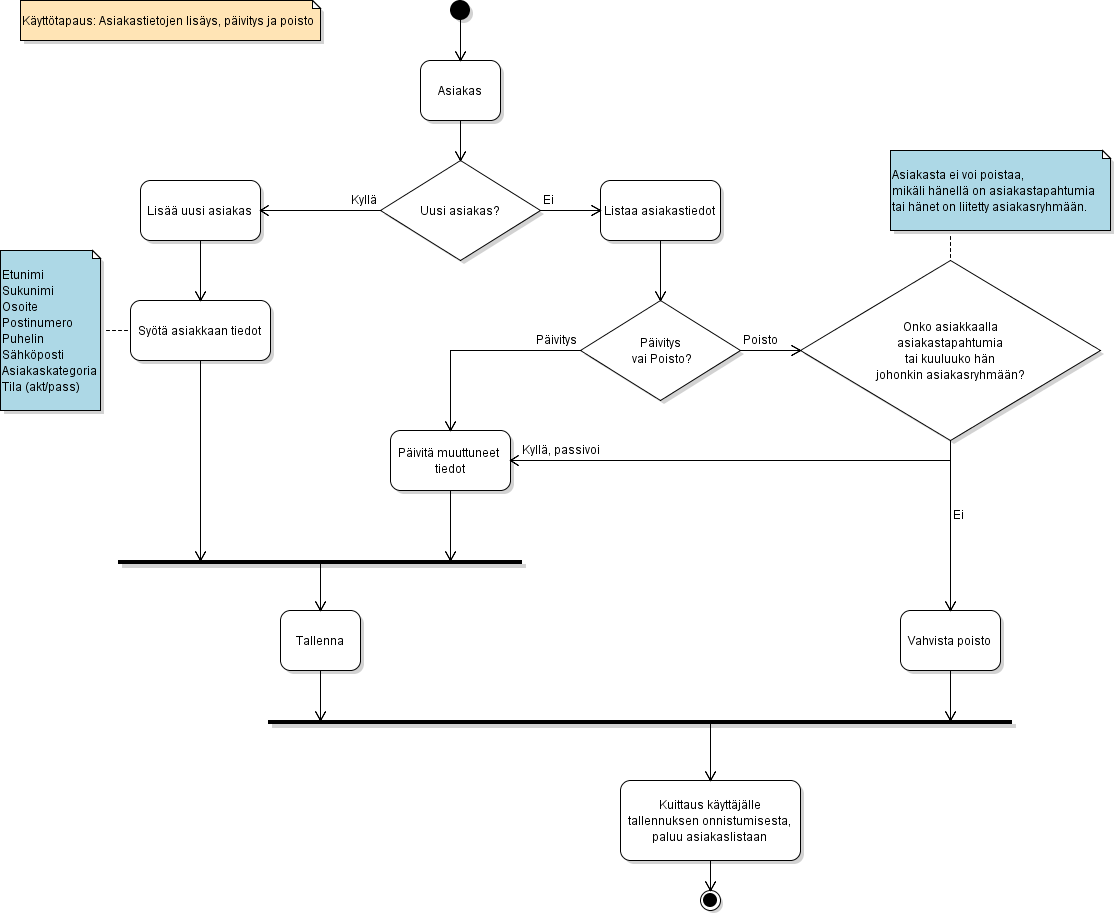 Käyttötapaus: Asiakastietojen lisäys, päivitys ja poisto
Asiakas
Uusi asiakas?
Kyllä
Ei
Lisää uusi asiakas
Listaa asiakastiedot
Asiakasta ei voi poistaa,
mikäli hänellä on asiakastapahtumia
tai hänet on liitetty asiakasryhmään.
Etunimi
Sukunimi
Osoite
Postinumero
Puhelin
Sähköposti
Asiakaskategoria
Tila (akt/pass)
Syötä asiakkaan tiedot
Päivitys
Päivitys
vai Poisto?
Poisto
Onko asiakkaalla
asiakastapahtumia
tai kuuluuko hän
johonkin asiakasryhmään?
Päivitä muuttuneet
tiedot
Kyllä, passivoi
Ei
Tallenna
Vahvista poisto
Kuittaus käyttäjälle
tallennuksen onnistumisesta,
paluu asiakaslistaan